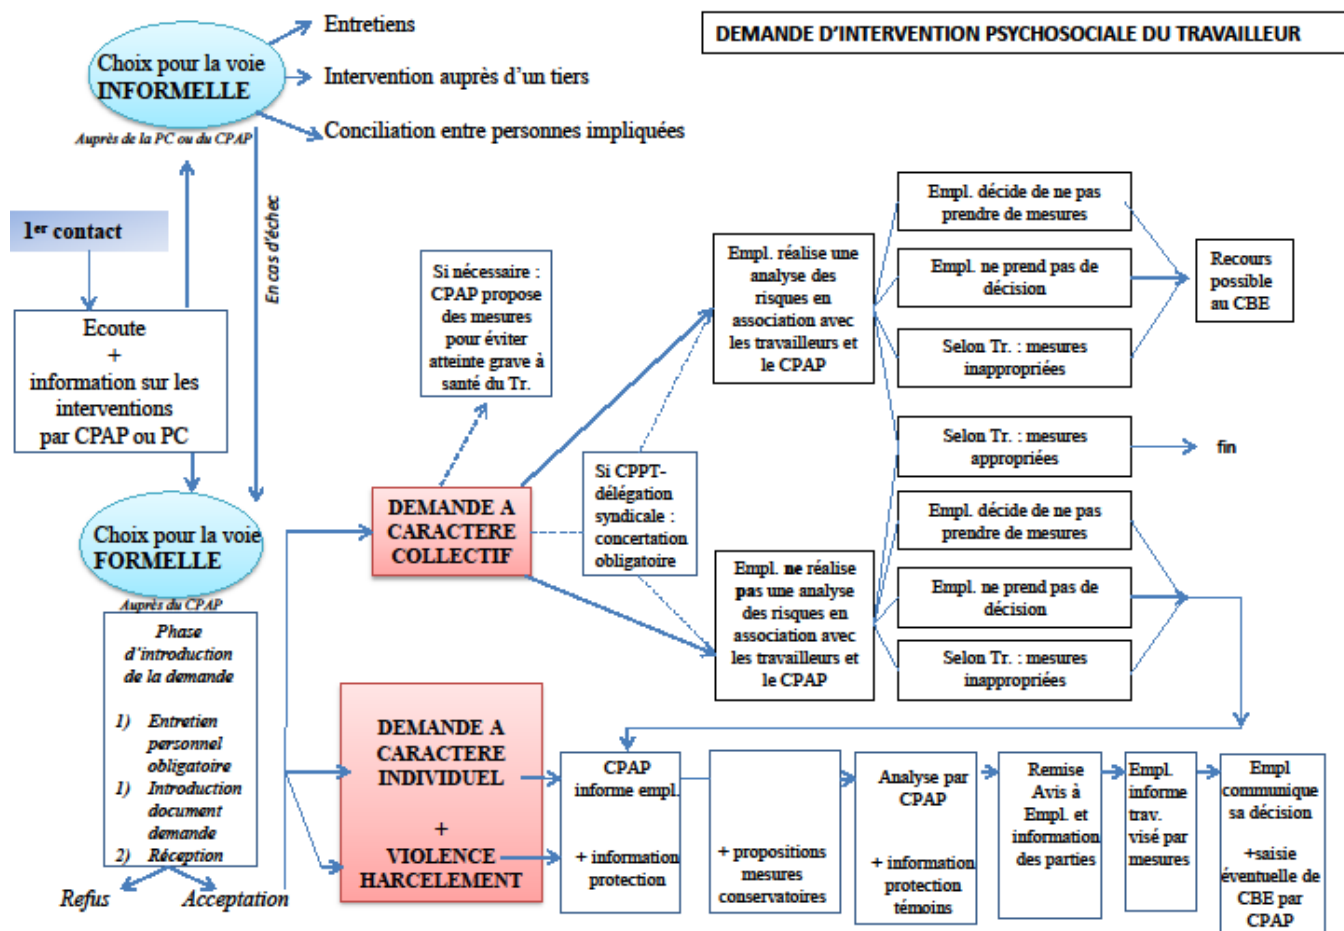 DEMANDE D'INTERVENTION PSYCHOSOCIALE DU TRAVAILLEUR
Choix pour la voie
INFORMELLE
Auprès de la PC ou du CPAP
Entretiens
Intervention auprès d'un tiers
Conciliation entre personnes impliquées
En cas d'échec
1er contact
Ecoute
+
information sur les
interventions
par CPAP ou PC
Choix pour la voie
FORMELLE
Auprès du CPAP
Phase
d'introduction
de la demande
1) Entretien
personnel
obligatoire
1) Introduction
document
demande
2) Réception
Refus
Acceptation
Si nécessaire :
CPAP propose
des mesures
pour éviter
atteinte grave à
santé du Tr.
DEMANDE A
CARACTERE
COLLECTIF
Si CPPT-
délégation
syndicale :
concertation
obligatoire
Empl. réalise une
analyse des
risques en
association avec
les travailleurs et
le CPAP
Empl. ne réalise
pas une analyse
des risques en
association avec
les travailleurs et
le CPAP
Empl. décide de ne pas
prendre de mesures
Empl. ne prend pas de
décision
Selon Tr. : mesures
inappropriées
Recours
possible
au CBE
Selon Tr. : mesures
appropriées
fin
Empl. décide de ne pas
prendre de mesures
Empl. ne prend pas de
décision
Selon Tr. : mesures
inappropriées
DEMANDE A
CARACTERE
INDIVIDUEL
+
VIOLENCE
HARCELEMENT
CPAP
informe empl.
+ information
protection
+ propositions
mesures
conservatoires
Analyse par
CPAP
+ information
protection
témoins
Remise
Avis à
Empl. et
information
des parties
Empl.
informe
trav.
visé par
mesures
Empl
communique
sa décision
+saisie
éventuelle de
CBE par
CPAP